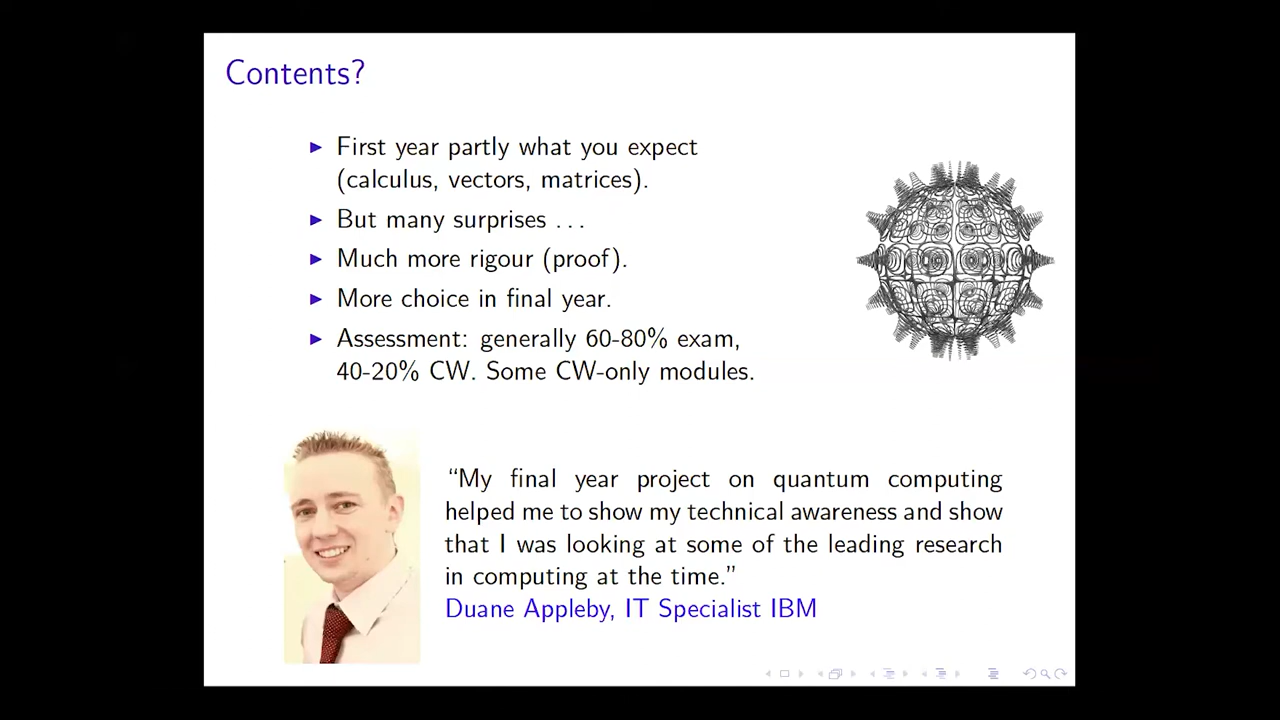 Contents?
First year partly what you expect
(calculus, vectors, matrices).
But many surprises . . .
Much more rigour (proof).
More choice in final year.
Assessment: generally 60-80% exam,
40-20% CW. Some CW-only modules.
“My final year project on quantum computing
helped me to show my technical awareness and show
that I was looking at some of the leading research
in computing at the time.”
Duane Appleby, IT Specialist IBM